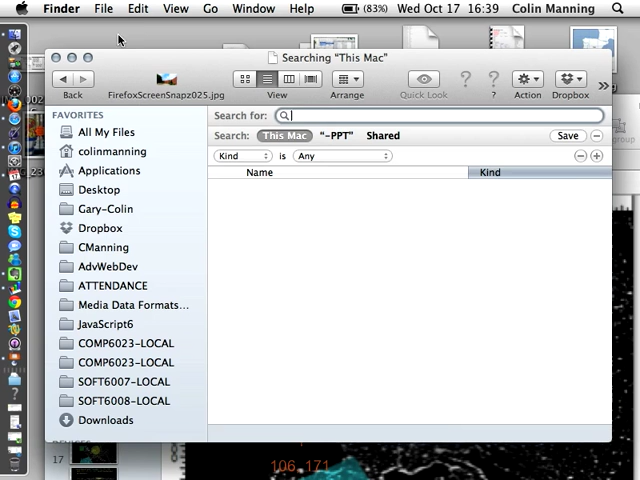 Finder File Edit View Go Window Help (83%) Wed Oct 17 16:39 Colin Manning
Searching "This Mac"
Back FirefoxScreenSnapz025.jpg View Arrange Quick Look ? ? Action Dropbox
FAVORITES
All My Files
colinmanning
Applications
Desktop
Gary-Colin
Dropbox
CManning
AdvWebDev
ATTENDANCE
Media Data Formats...
JavaScript6
COMP6023-LOCAL
COMP6023-LOCAL
SOFT6007-LOCAL
SOFT6008-LOCAL
Downloads
Search for:
Search: This Mac "-PPT" Shared Save
Kind is Any
Name Kind
17
106, 171